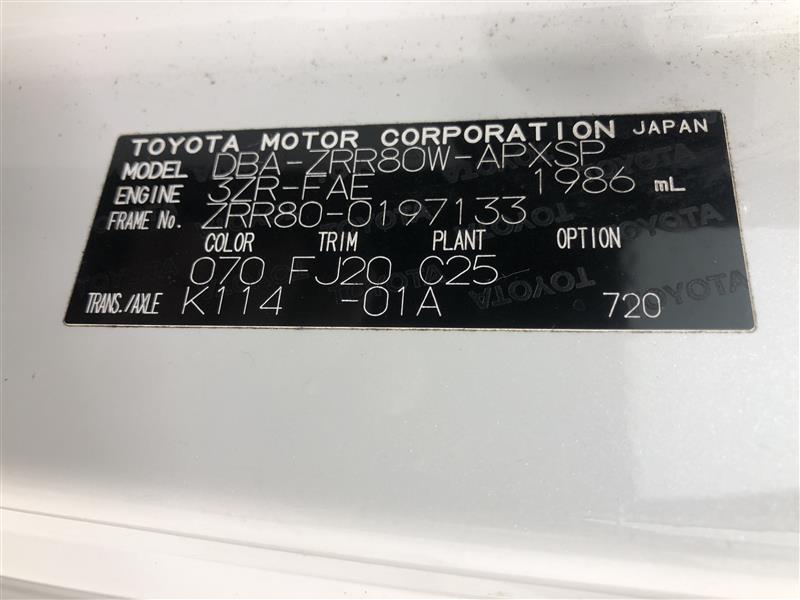 TOYOTA MOTOR CORPORATION JAPAN
MODEL DBA-ZRR80W-APXSP
ENGINE 3ZR-FAE 1986 mL
FRAME No. ZRR80-0197133
COLOR TRIM PLANT OPTION
070 FJ20 C25
TRANS./AXLE K114 -01A 720